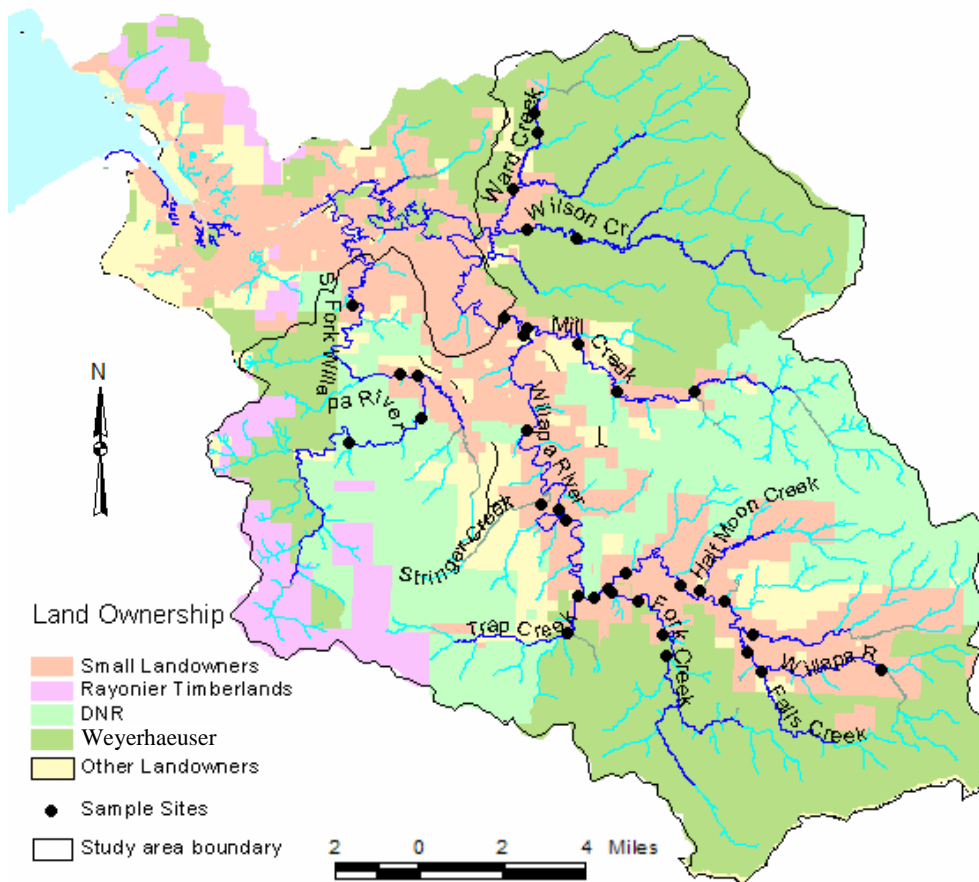 Ward Creek
Wilson Cr.
S. Fork Willa
pa River
Mill Creek
N
Willapa River
Half Moon Creek
Stringer Creek
Trap Creek
Fork Creek
Willapa R
Falls Creek
Land Ownership
Small Landowners
Rayonier Timberlands
DNR
Weyerhaeuser
Other Landowners
Sample Sites
Study area boundary
2 0 2 4 Miles